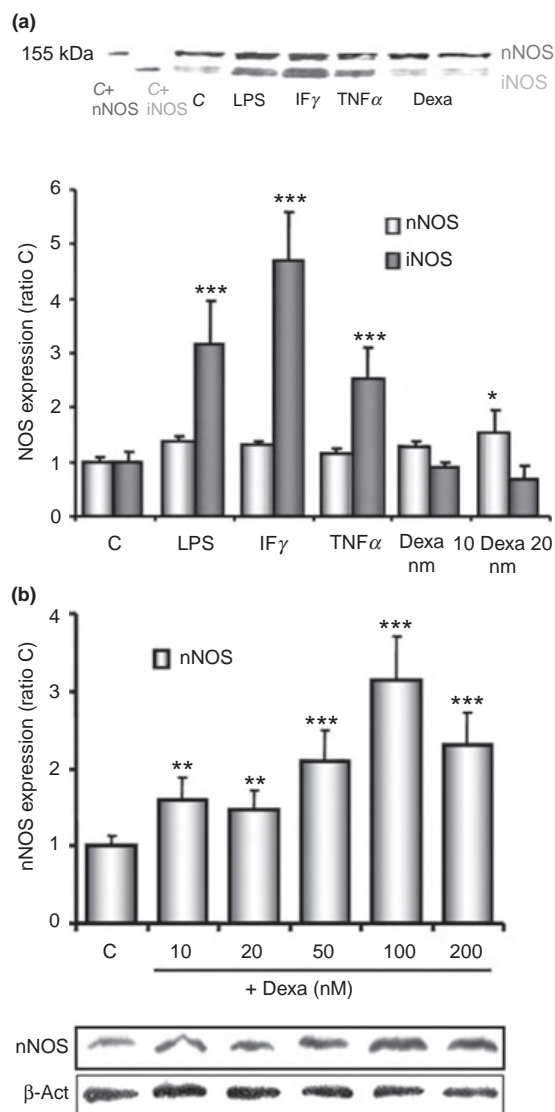 (a)
155 kDa
nNOS
iNOS
C+
nNOS
C+
iNOS
C LPS IFγ TNFα Dexa
NOS expression (ratio C)
6
5
4
3
2
1
0
***
***
***
*
nNOS
iNOS
C LPS IFγ TNFα Dexa 10 Dexa 20
nm nm
(b)
nNOS expression (ratio C)
4
3
2
1
0
nNOS
**
**
***
***
***
C 10 20 50 100 200
+ Dexa (nM)
nNOS
β-Act